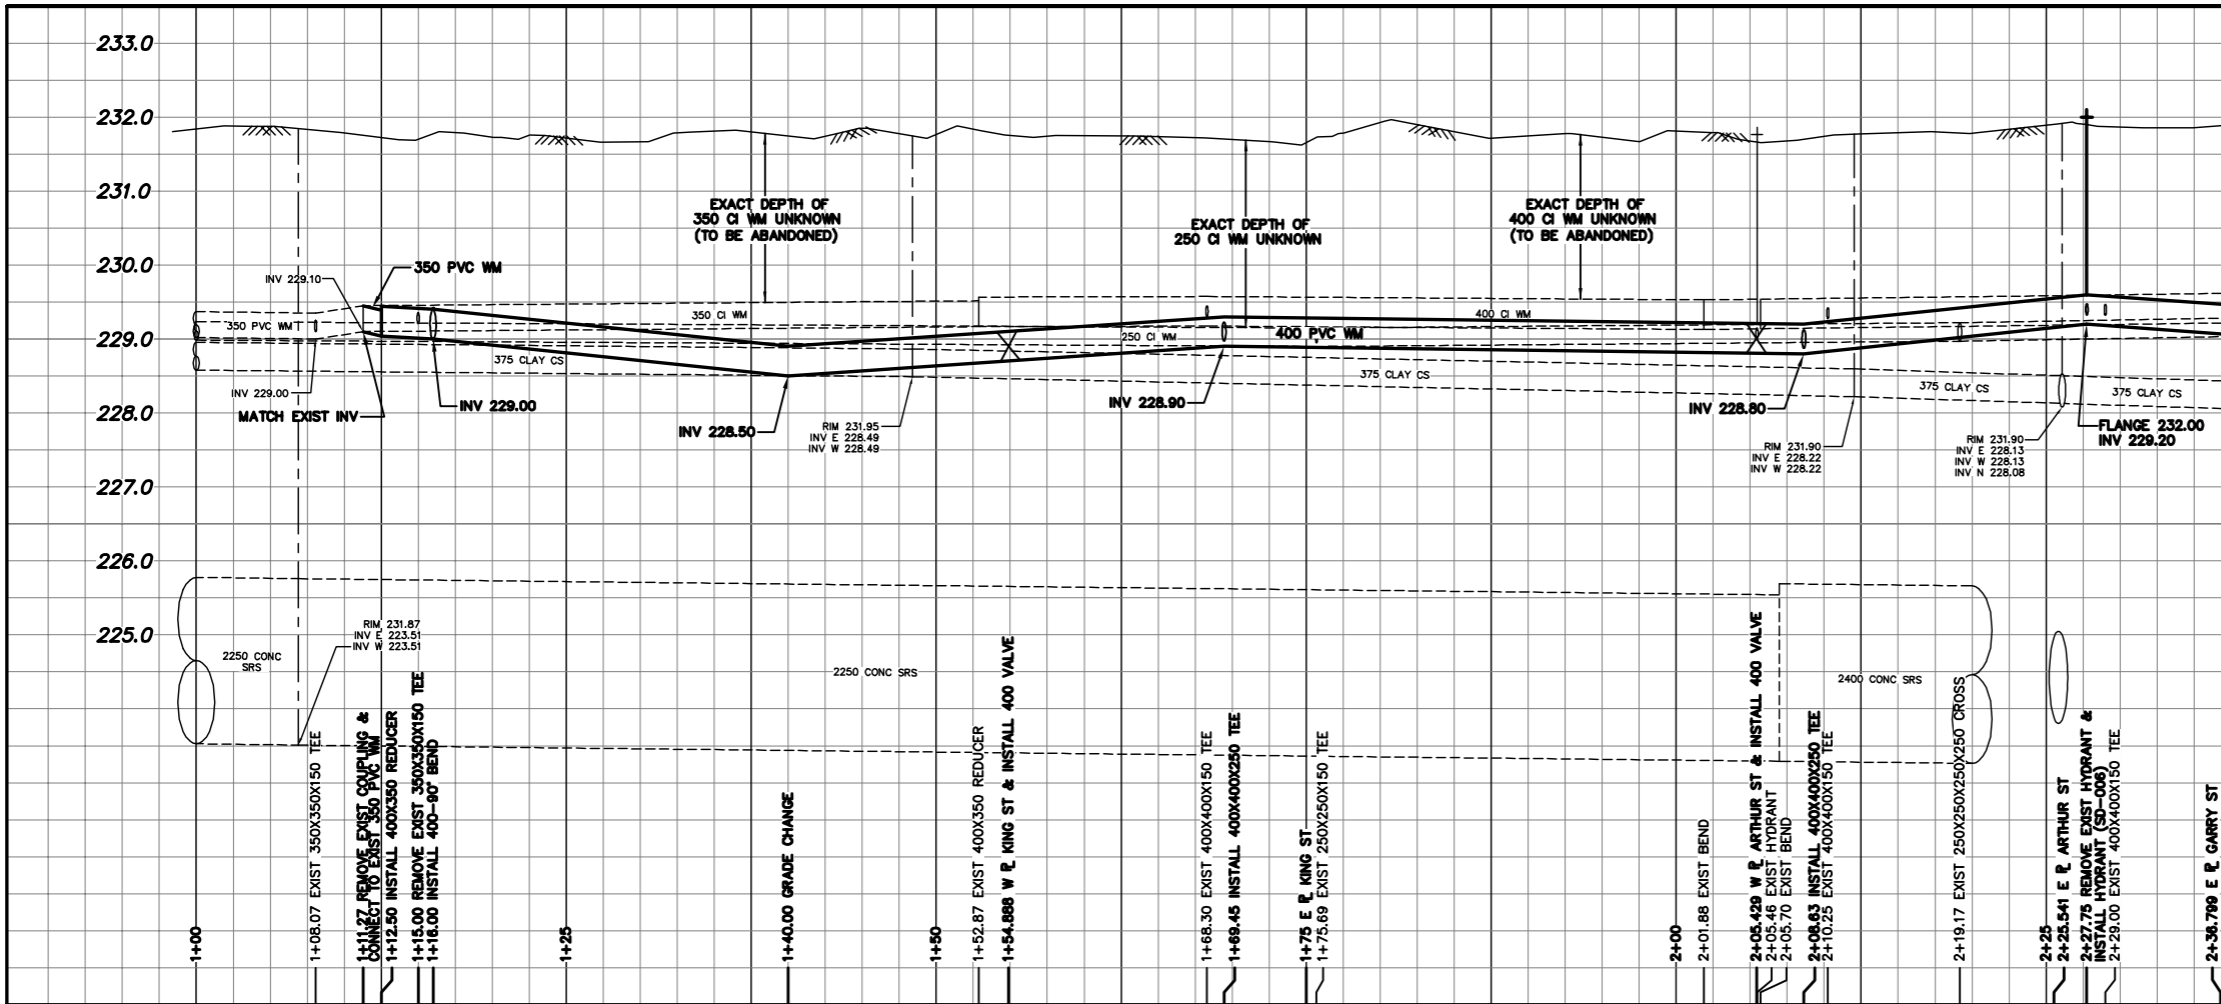 233.0
232.0
231.0
230.0
229.0
228.0
227.0
226.0
225.0
EXACT DEPTH OF
350 CI WM UNKNOWN
(TO BE ABANDONED)
EXACT DEPTH OF
250 CI WM UNKNOWN
EXACT DEPTH OF
400 CI WM UNKNOWN
(TO BE ABANDONED)
INV 229.10
350 PVC WM
350 PVC WM
350 CI WM
250 CI WM
400 PVC WM
400 CI WM
375 CLAY CS
375 CLAY CS
375 CLAY CS
375 CLAY CS
INV 229.00
MATCH EXIST INV
INV 229.00
INV 228.50
RIM 231.95
INV E 228.49
INV W 228.49
INV 228.90
INV 228.80
RIM 231.90
INV E 228.22
INV W 228.22
RIM 231.90
INV E 228.13
INV W 228.13
INV N 228.08
FLANGE 232.00
INV 229.20
RIM 231.87
INV E 223.51
INV W 223.51
2250 CONC
SRS
2250 CONC SRS
2400 CONC SRS
1+00
1+08.07 EXIST 350X350X150 TEE
1+11.27 REMOVE EXIST COUPLING &
CONNECT TO EXIST 350 PVC WM
1+12.50 INSTALL 400X350 REDUCER
1+15.00 REMOVE EXIST 350X350X150 TEE
1+16.00 INSTALL 400-90° BEND
1+25
1+40.00 GRADE CHANGE
1+50
1+52.87 EXIST 400X350 REDUCER
1+54.888 W PL KING ST & INSTALL 400 VALVE
1+68.30 EXIST 400X400X150 TEE
1+69.45 INSTALL 400X400X250 TEE
1+75 E PL KING ST
1+75.69 EXIST 250X250X150 TEE
2+00
2+01.88 EXIST BEND
2+05.429 W PL ARTHUR ST & INSTALL 400 VALVE
2+05.46 EXIST HYDRANT
2+05.70 EXIST BEND
2+08.63 INSTALL 400X400X250 TEE
2+10.25 EXIST 400X400X150 TEE
2+19.17 EXIST 250X250X250X250 CROSS
2+25
2+25.541 E PL ARTHUR ST
2+27.75 REMOVE EXIST HYDRANT &
INSTALL HYDRANT (SD-006)
2+29.00 EXIST 400X400X150 TEE
2+36.799 E PL GARRY ST